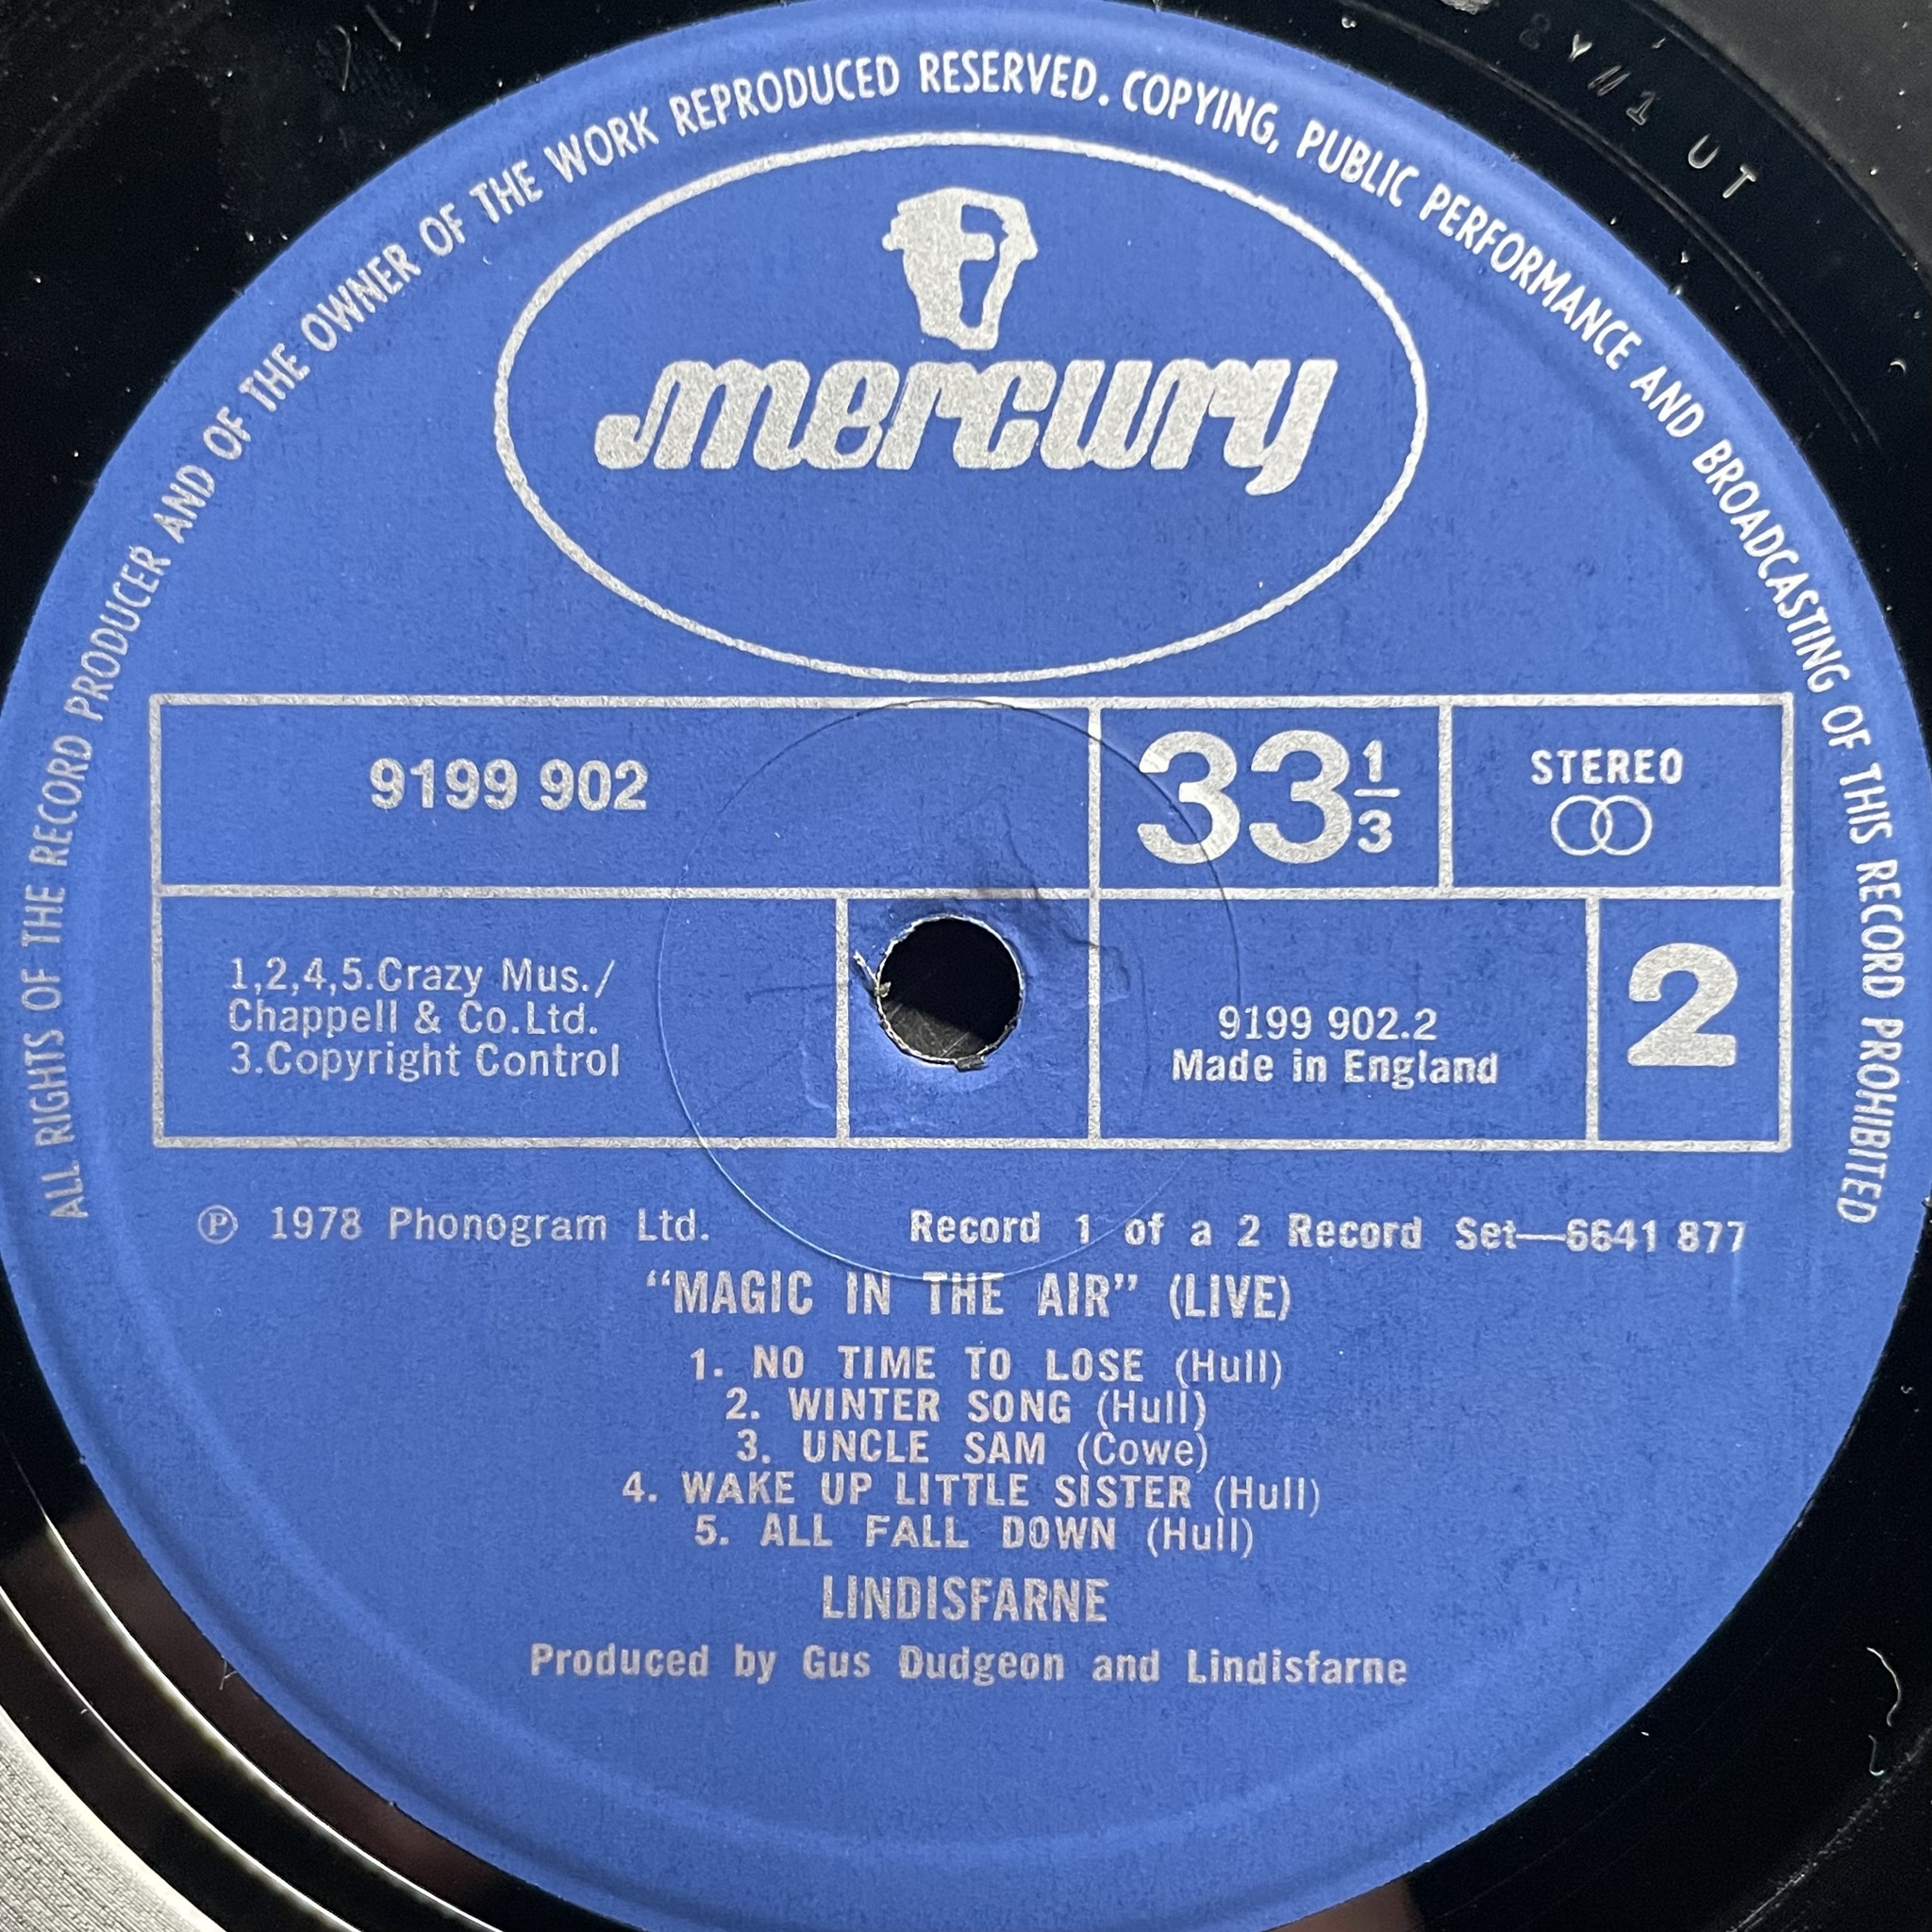 ALL RIGHTS OF THE RECORD PRODUCER AND OF THE OWNER OF THE WORK REPRODUCED RESERVED. COPYING, PUBLIC PERFORMANCE AND BROADCASTING OF THIS RECORD PROHIBITED
mercury
9199 902
33 1/3
STEREO
1,2,4,5.Crazy Mus./
Chappell & Co.Ltd.
3.Copyright Control
9199 902.2
Made in England
2
Ⓟ 1978 Phonogram Ltd.
Record 1 of a 2 Record Set—6641 877
“MAGIC IN THE AIR” (LIVE)
1. NO TIME TO LOSE (Hull)
2. WINTER SONG (Hull)
3. UNCLE SAM (Cowe)
4. WAKE UP LITTLE SISTER (Hull)
5. ALL FALL DOWN (Hull)
LINDISFARNE
Produced by Gus Dudgeon and Lindisfarne